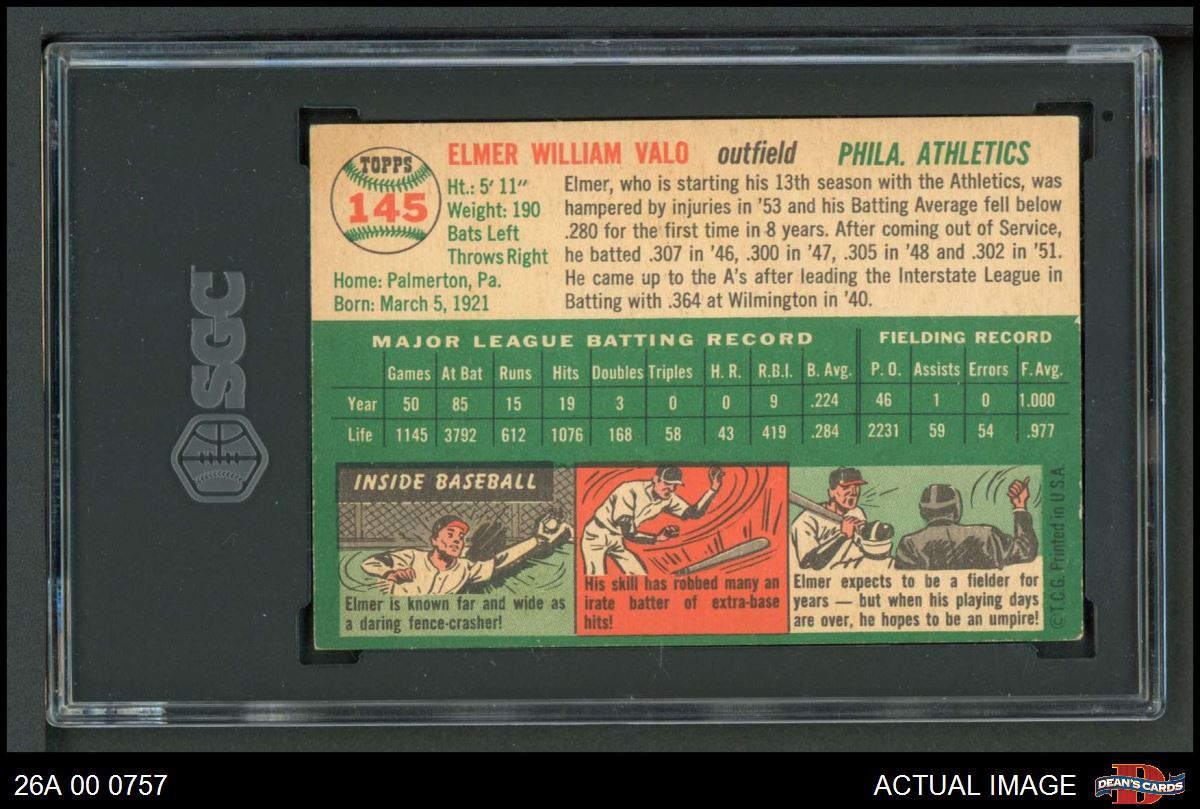 SGC
TOPPS
145
ELMER WILLIAM VALO outfield PHILA. ATHLETICS
Ht.: 5' 11"
Weight: 190
Bats Left
Throws Right
Home: Palmerton, Pa.
Born: March 5, 1921
Elmer, who is starting his 13th season with the Athletics, was
hampered by injuries in '53 and his Batting Average fell below
.280 for the first time in 8 years. After coming out of Service,
he batted .307 in '46, .300 in '47, .305 in '48 and .302 in '51.
He came up to the A's after leading the Interstate League in
Batting with .364 at Wilmington in '40.
MAJOR LEAGUE BATTING RECORD FIELDING RECORD
Games At Bat Runs Hits Doubles Triples H. R. R.B.I. B. Avg. P. O. Assists Errors F. Avg.
Year 50 85 15 19 3 0 0 9 .224 46 1 0 1.000
Life 1145 3792 612 1076 168 58 43 419 .284 2231 59 54 .977
INSIDE BASEBALL
Elmer is known far and wide as
a daring fence-crasher!
His skill has robbed many an
irate batter of extra-base
hits!
Elmer expects to be a fielder for
years — but when his playing days
are over, he hopes to be an umpire!
© T.C.G. Printed in U.S.A.
26A 00 0757
ACTUAL IMAGE
D
DEAN'S CARDS